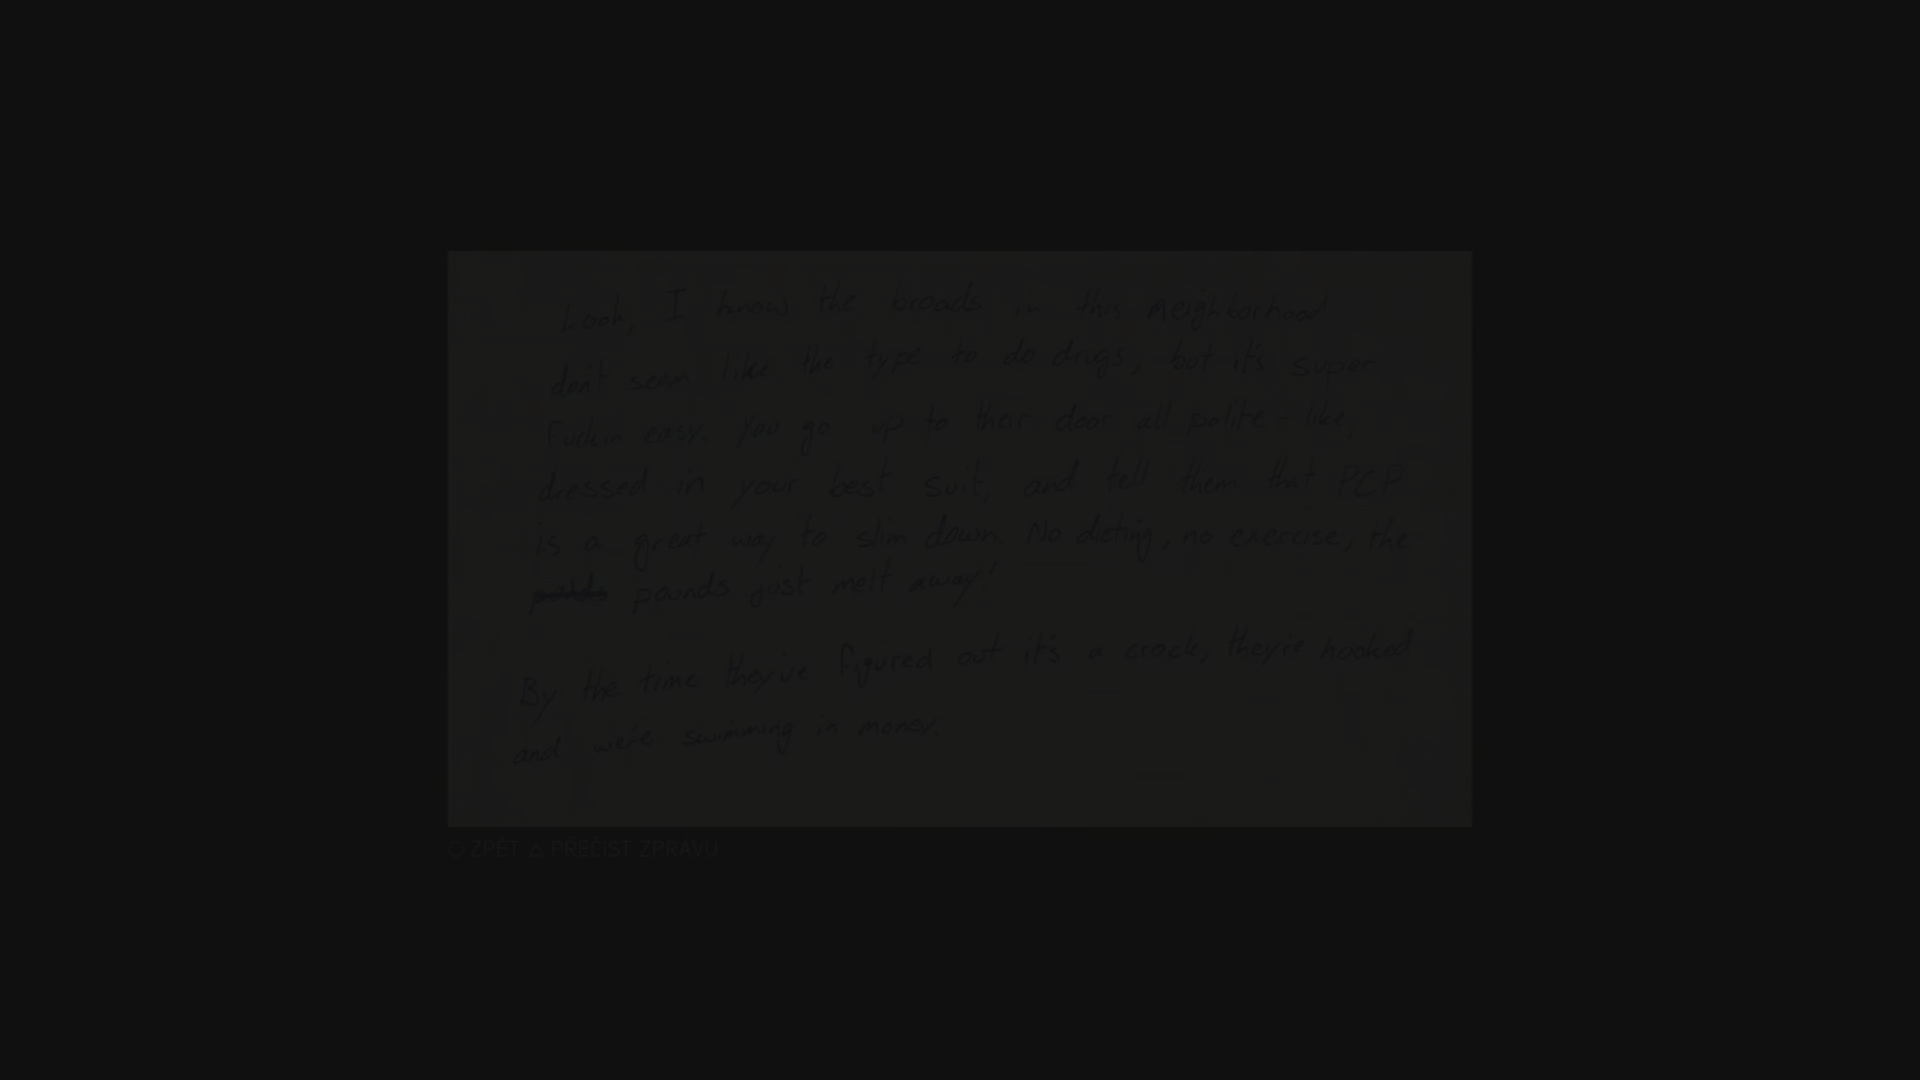 Look, I know the broads in this neighborhood
don't seem like the type to do drugs, but it's super
fuckin easy. You go up to their door all polite-like,
dressed in your best suit, and tell them that PCP
is a great way to slim down. No dieting, no exercise, the
pounds just melt away!
By the time they've figured out it's a crock, they're hooked
and we're swimming in money.
ZPĚT PŘEČÍST ZPRÁVU